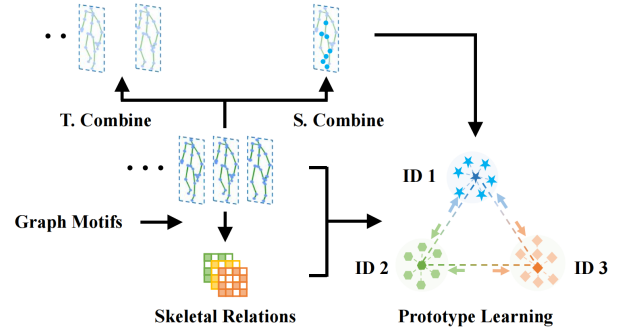 T. Combine
S. Combine
ID 1
Graph Motifs
ID 2
ID 3
Skeletal Relations
Prototype Learning